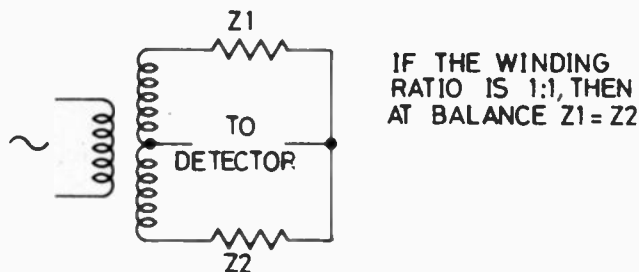 Z1
IF THE WINDING
RATIO IS 1:1, THEN
AT BALANCE Z1 = Z2
TO
DETECTOR
Z2